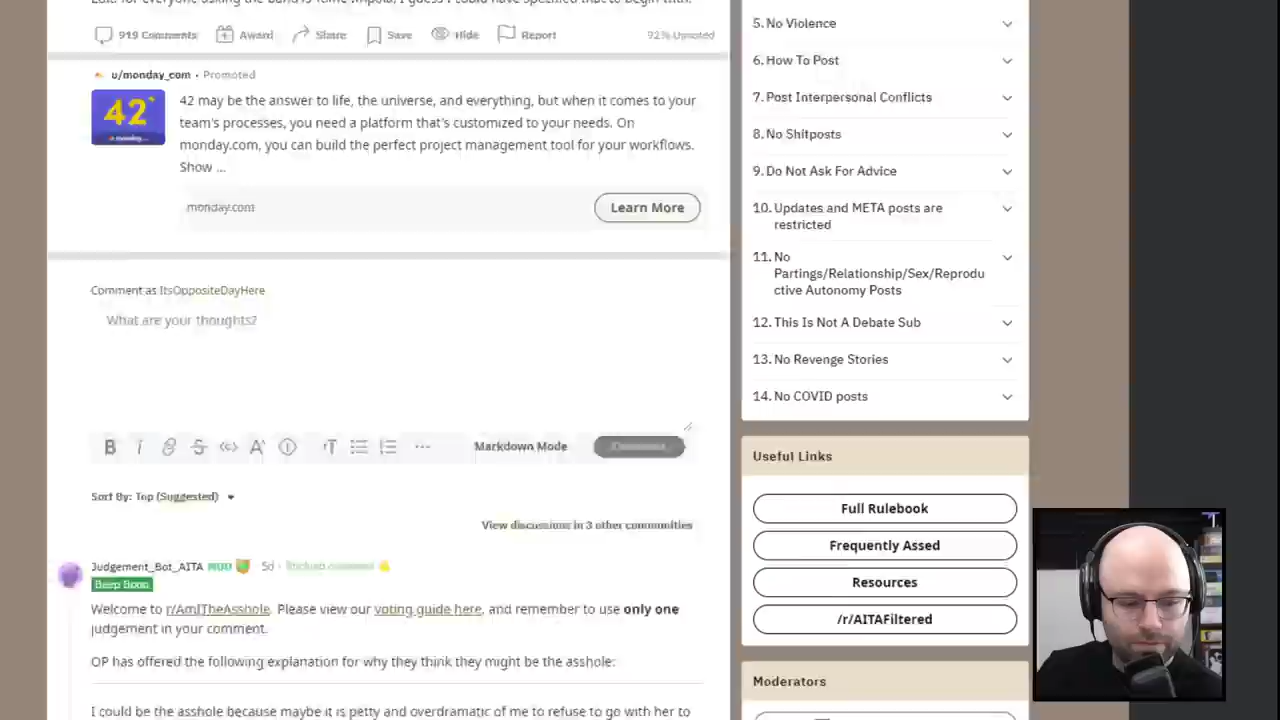 919 Comments Award Share Save Hide Report 92% Upvoted
u/monday_com • Promoted
42
42 may be the answer to life, the universe, and everything, but when it comes to your
team's processes, you need a platform that's customized to your needs. On
monday.com, you can build the perfect project management tool for your workflows.
Show ...
monday.com
Learn More
Comment as ItsOppositeDayHere
What are your thoughts?
Markdown Mode
Comment
Sort By: Top (Suggested)
View discussions in 3 other communities
Judgement_Bot_AITA MOD 5d · Stickied comment
Beep Boop
Welcome to r/AmITheAsshole. Please view our voting guide here, and remember to use only one
judgement in your comment.
OP has offered the following explanation for why they think they might be the asshole:
I could be the asshole because maybe it is petty and overdramatic of me to refuse to go with her to
5. No Violence
6. How To Post
7. Post Interpersonal Conflicts
8. No Shitposts
9. Do Not Ask For Advice
10. Updates and META posts are
restricted
11. No
Partings/Relationship/Sex/Reprodu
ctive Autonomy Posts
12. This Is Not A Debate Sub
13. No Revenge Stories
14. No COVID posts
Useful Links
Full Rulebook
Frequently Assed
Resources
/r/AITAFiltered
Moderators